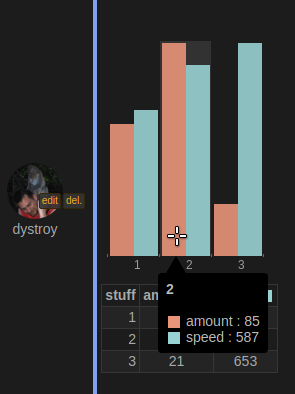 edit del.
dystroy
1 2 3
2
amount : 85
speed : 587
stuff am
1
2
3 21 653